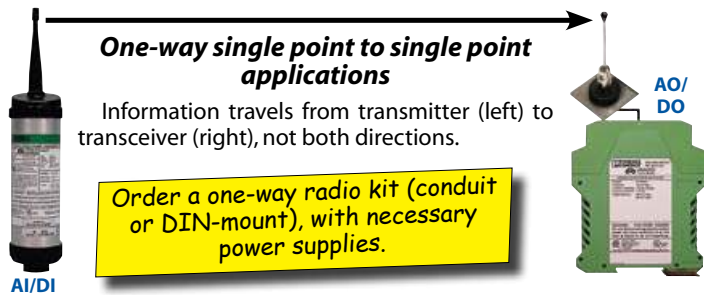 One-way single point to single point
applications
Information travels from transmitter (left) to
transceiver (right), not both directions.
AO/
DO
Order a one-way radio kit (conduit
or DIN-mount), with necessary
power supplies.
AI/DI